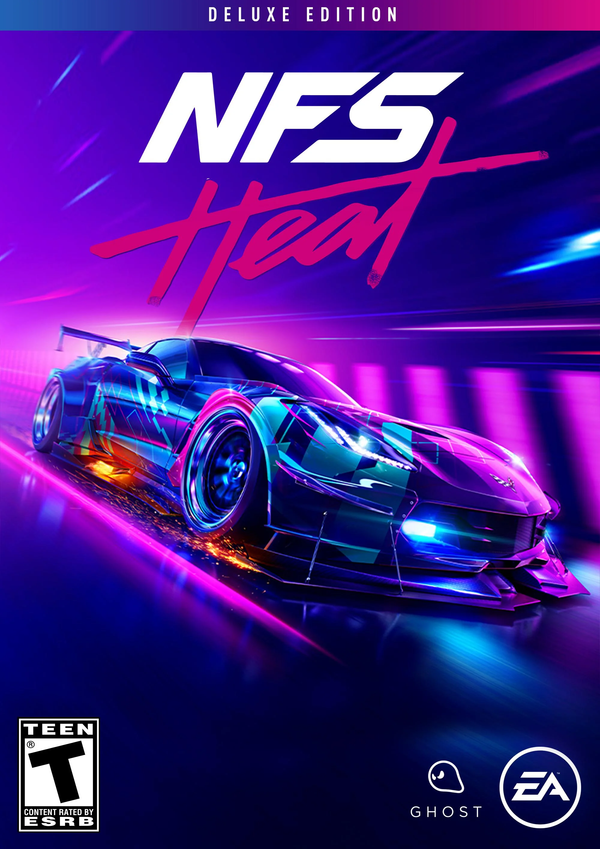 DELUXE EDITION
NFS
Heat
TEEN
T
®
CONTENT RATED BY
ESRB
GHOST
EA